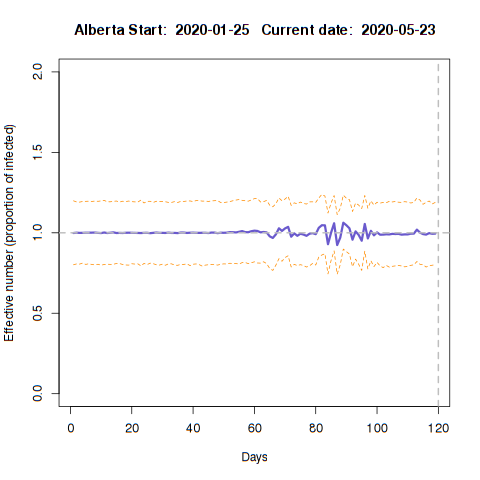 Alberta Start:  2020-01-25   Current date:  2020-05-23
Effective number (proportion of infected)
2.0
1.5
1.0
0.5
0.0
0 20 40 60 80 100 120
Days